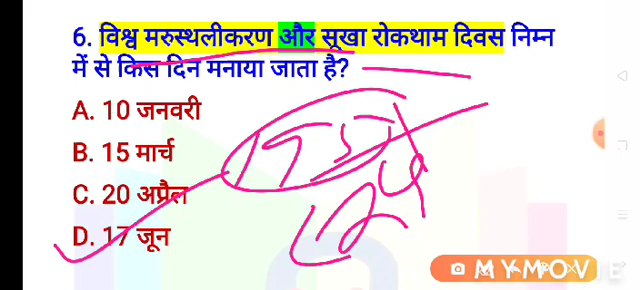 6. विश्व मरुस्थलीकरण और सूखा रोकथाम दिवस निम्न
में से किस दिन मनाया जाता है?
A. 10 जनवरी
B. 15 मार्च
C. 20 अप्रैल
D. 17 जून
MYMOVIE